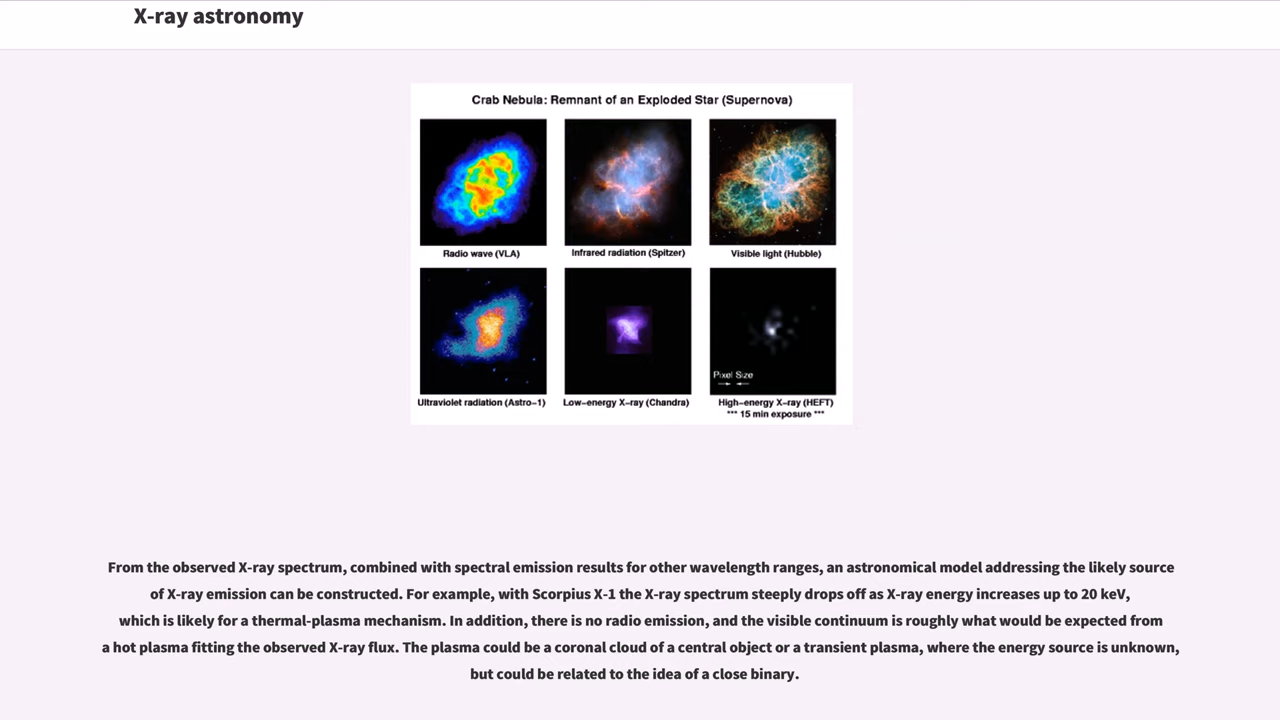 X-ray astronomy
Crab Nebula: Remnant of an Exploded Star (Supernova)
Radio wave (VLA)
Infrared radiation (Spitzer)
Visible light (Hubble)
Pixel Size
Ultraviolet radiation (Astro-1)
Low-energy X-ray (Chandra)
High-energy X-ray (HEFT)
*** 15 min exposure ***
From the observed X-ray spectrum, combined with spectral emission results for other wavelength ranges, an astronomical model addressing the likely source
of X-ray emission can be constructed. For example, with Scorpius X-1 the X-ray spectrum steeply drops off as X-ray energy increases up to 20 keV,
which is likely for a thermal-plasma mechanism. In addition, there is no radio emission, and the visible continuum is roughly what would be expected from
a hot plasma fitting the observed X-ray flux. The plasma could be a coronal cloud of a central object or a transient plasma, where the energy source is unknown,
but could be related to the idea of a close binary.